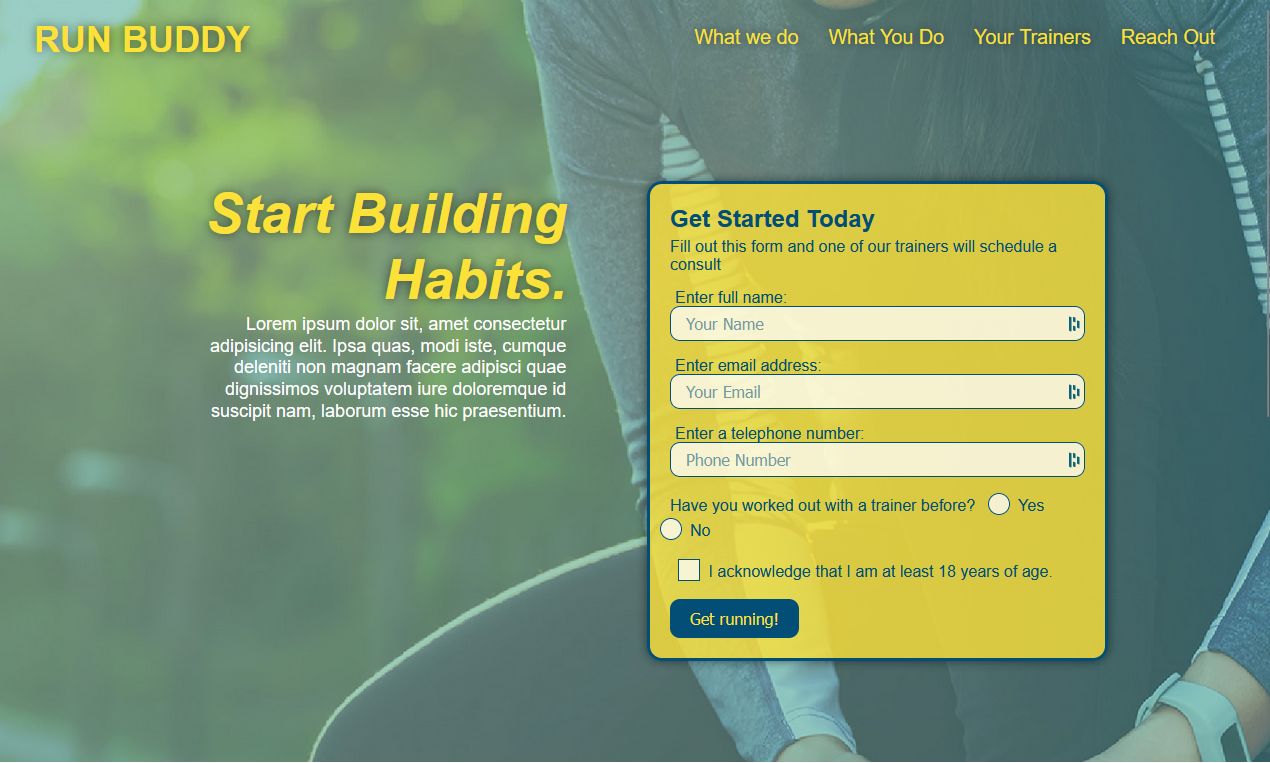 RUN BUDDY
What we do What You Do Your Trainers Reach Out
Start Building
Habits.
Lorem ipsum dolor sit, amet consectetur
adipisicing elit. Ipsa quas, modi iste, cumque
deleniti non magnam facere adipisci quae
dignissimos voluptatem iure doloremque id
suscipit nam, laborum esse hic praesentium.
Get Started Today
Fill out this form and one of our trainers will schedule a
consult
Enter full name:
Your Name
Enter email address:
Your Email
Enter a telephone number:
Phone Number
Have you worked out with a trainer before? Yes
No
I acknowledge that I am at least 18 years of age.
Get running!